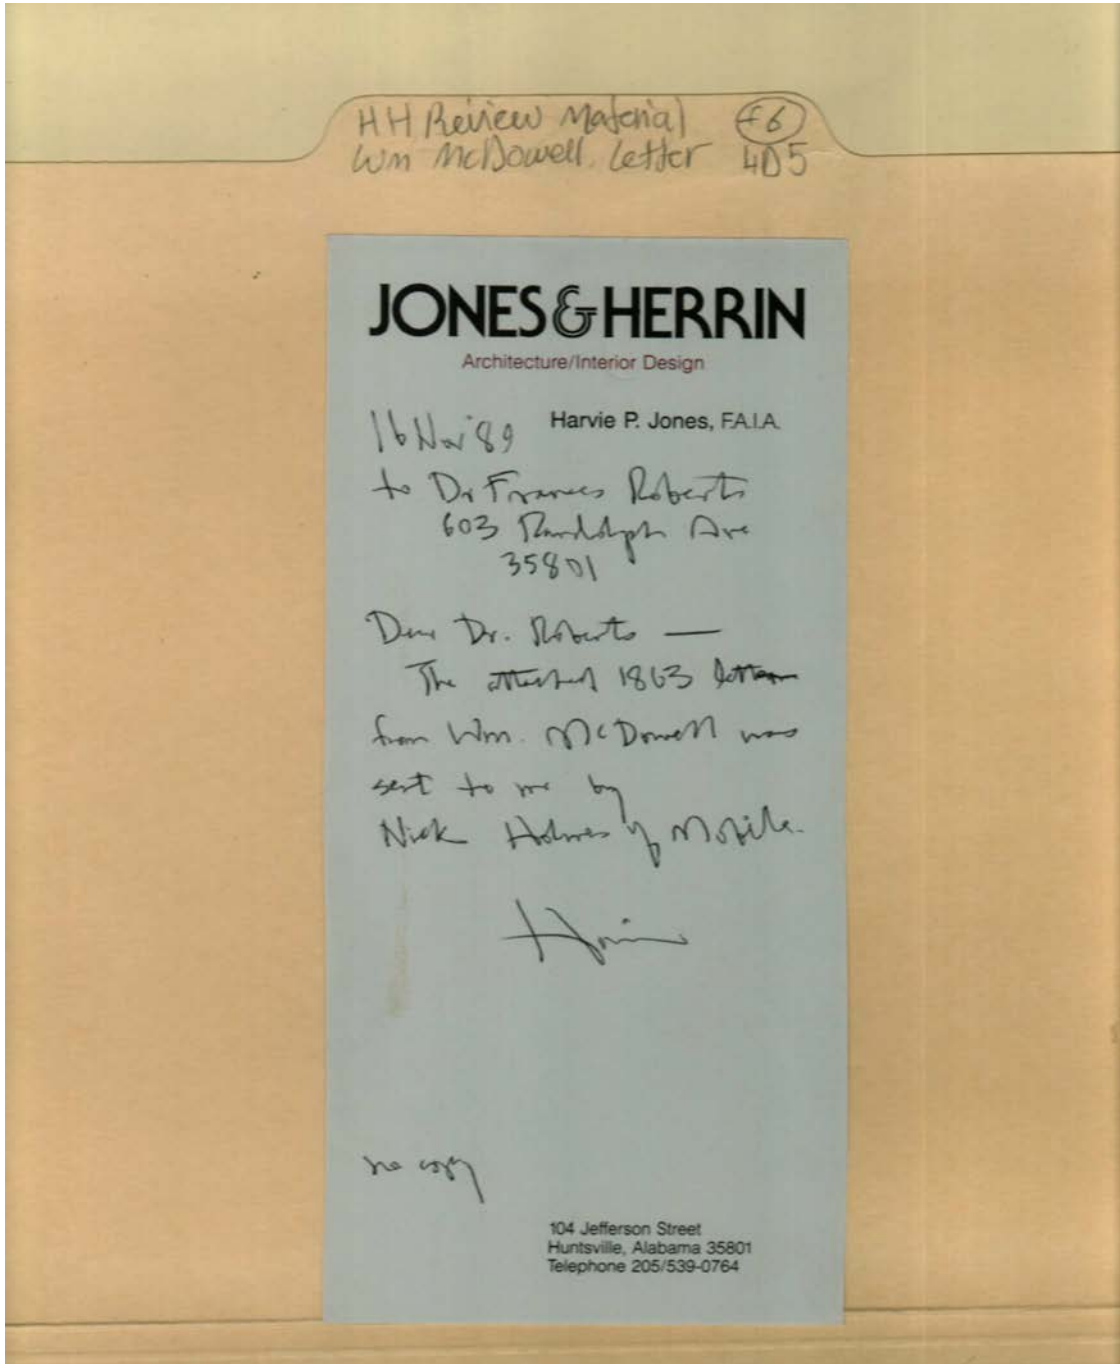 HH Review Material f6
Wm McDowell Letter 4D5
JONES & HERRIN
Architecture/Interior Design
Harvie P. Jones, F.A.I.A.
16 Nov '89
to Dr Frances Roberts
603 Randolph Ave
35801
Dear Dr. Roberts —
The attached 1863 letter
from Wm. McDowell was
sent to me by
Nick Holmes of Mobile.
Harvie
no copy
104 Jefferson Street
Huntsville, Alabama 35801
Telephone 205/539-0764